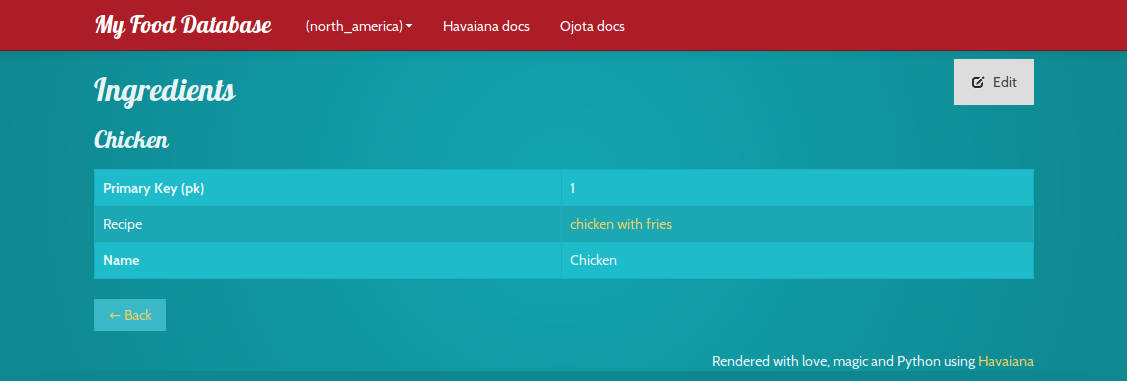 My Food Database (north_america) Havaiana docs Ojota docs
Ingredients
Edit
Chicken
Primary Key (pk) 1
Recipe chicken with fries
Name Chicken
← Back
Rendered with love, magic and Python using Havaiana